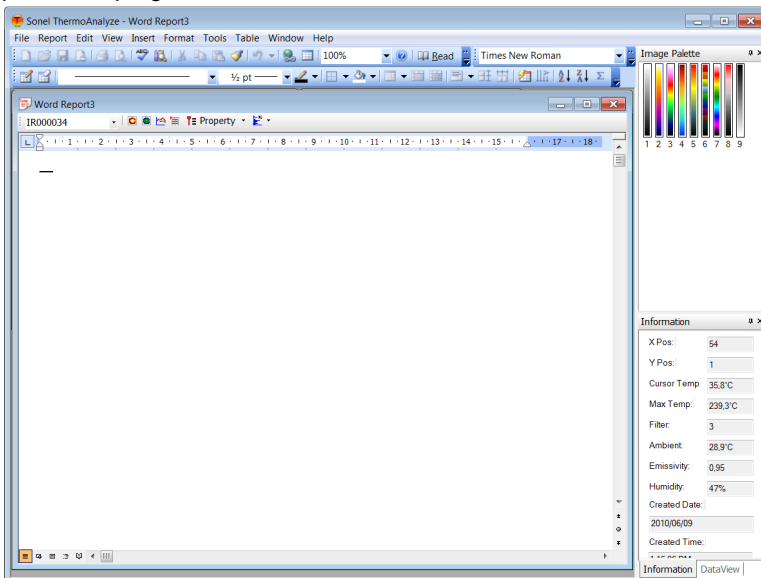 Sonel ThermoAnalyze - Word Report3
File Report Edit View Insert Format Tools Table Window Help
100% Read Times New Roman
½ pt
Word Report3
IR000034 Property
1 2 3 4 5 6 7 8 9 10 11 12 13 14 15 17 18
Image Palette
1 2 3 4 5 6 7 8 9
Information
X Pos: 54
Y Pos: 1
Cursor Temp 35,8°C
Max Temp: 239,3°C
Filter: 3
Ambient: 28,9°C
Emissivity: 0,95
Humidity: 47%
Created Date:
2010/06/09
Created Time:
Information DataView